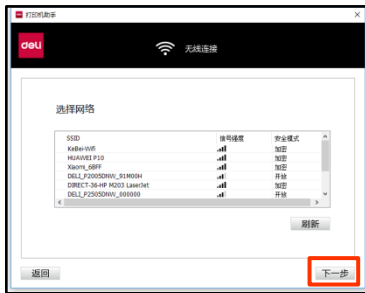 打印机助手
deli
无线连接
选择网络
SSID 信号强度 安全模式
KeBei-Wifi 加密
HUAWEI P10 加密
Xiaomi_6BFF 加密
DELI_P2005DNW_91M00H 开放
DIRECT-36-HP M203 LaserJet 加密
DELI_P2505DNW_000000 开放
刷新
返回 下一步